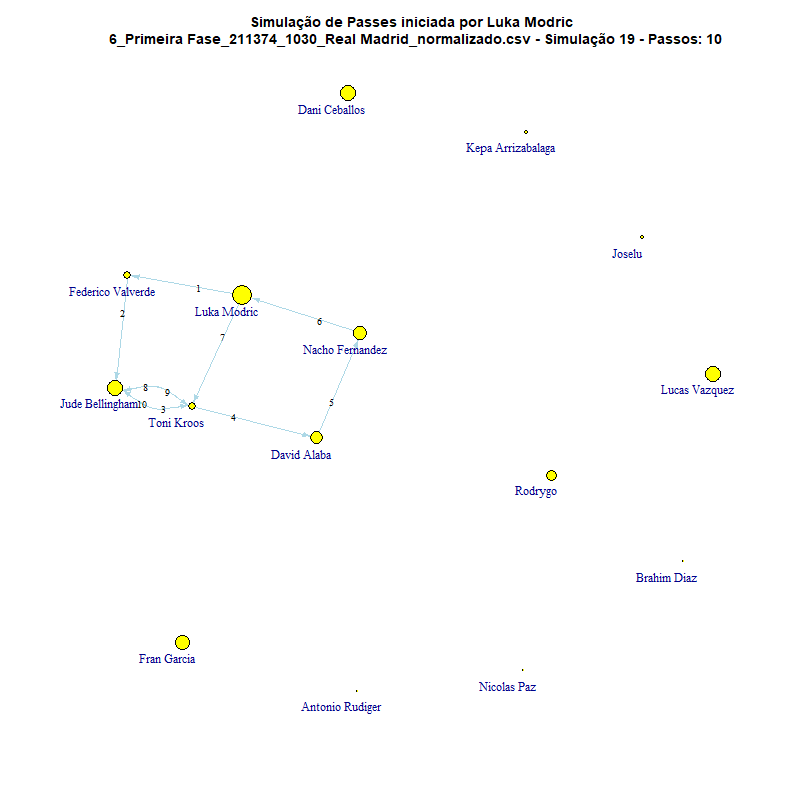 Simulação de Passes iniciada por Luka Modric
6_Primeira Fase_211374_1030_Real Madrid_normalizado.csv - Simulação 19 - Passos: 10
Dani Ceballos
Kepa Arrizabalaga
Joselu
Federico Valverde
1
Luka Modric
2
6
7
Nacho Fernandez
Lucas Vazquez
8
9
Jude Bellingham
10
3
Toni Kroos
4
5
David Alaba
Rodrygo
Brahim Diaz
Fran Garcia
Nicolas Paz
Antonio Rudiger